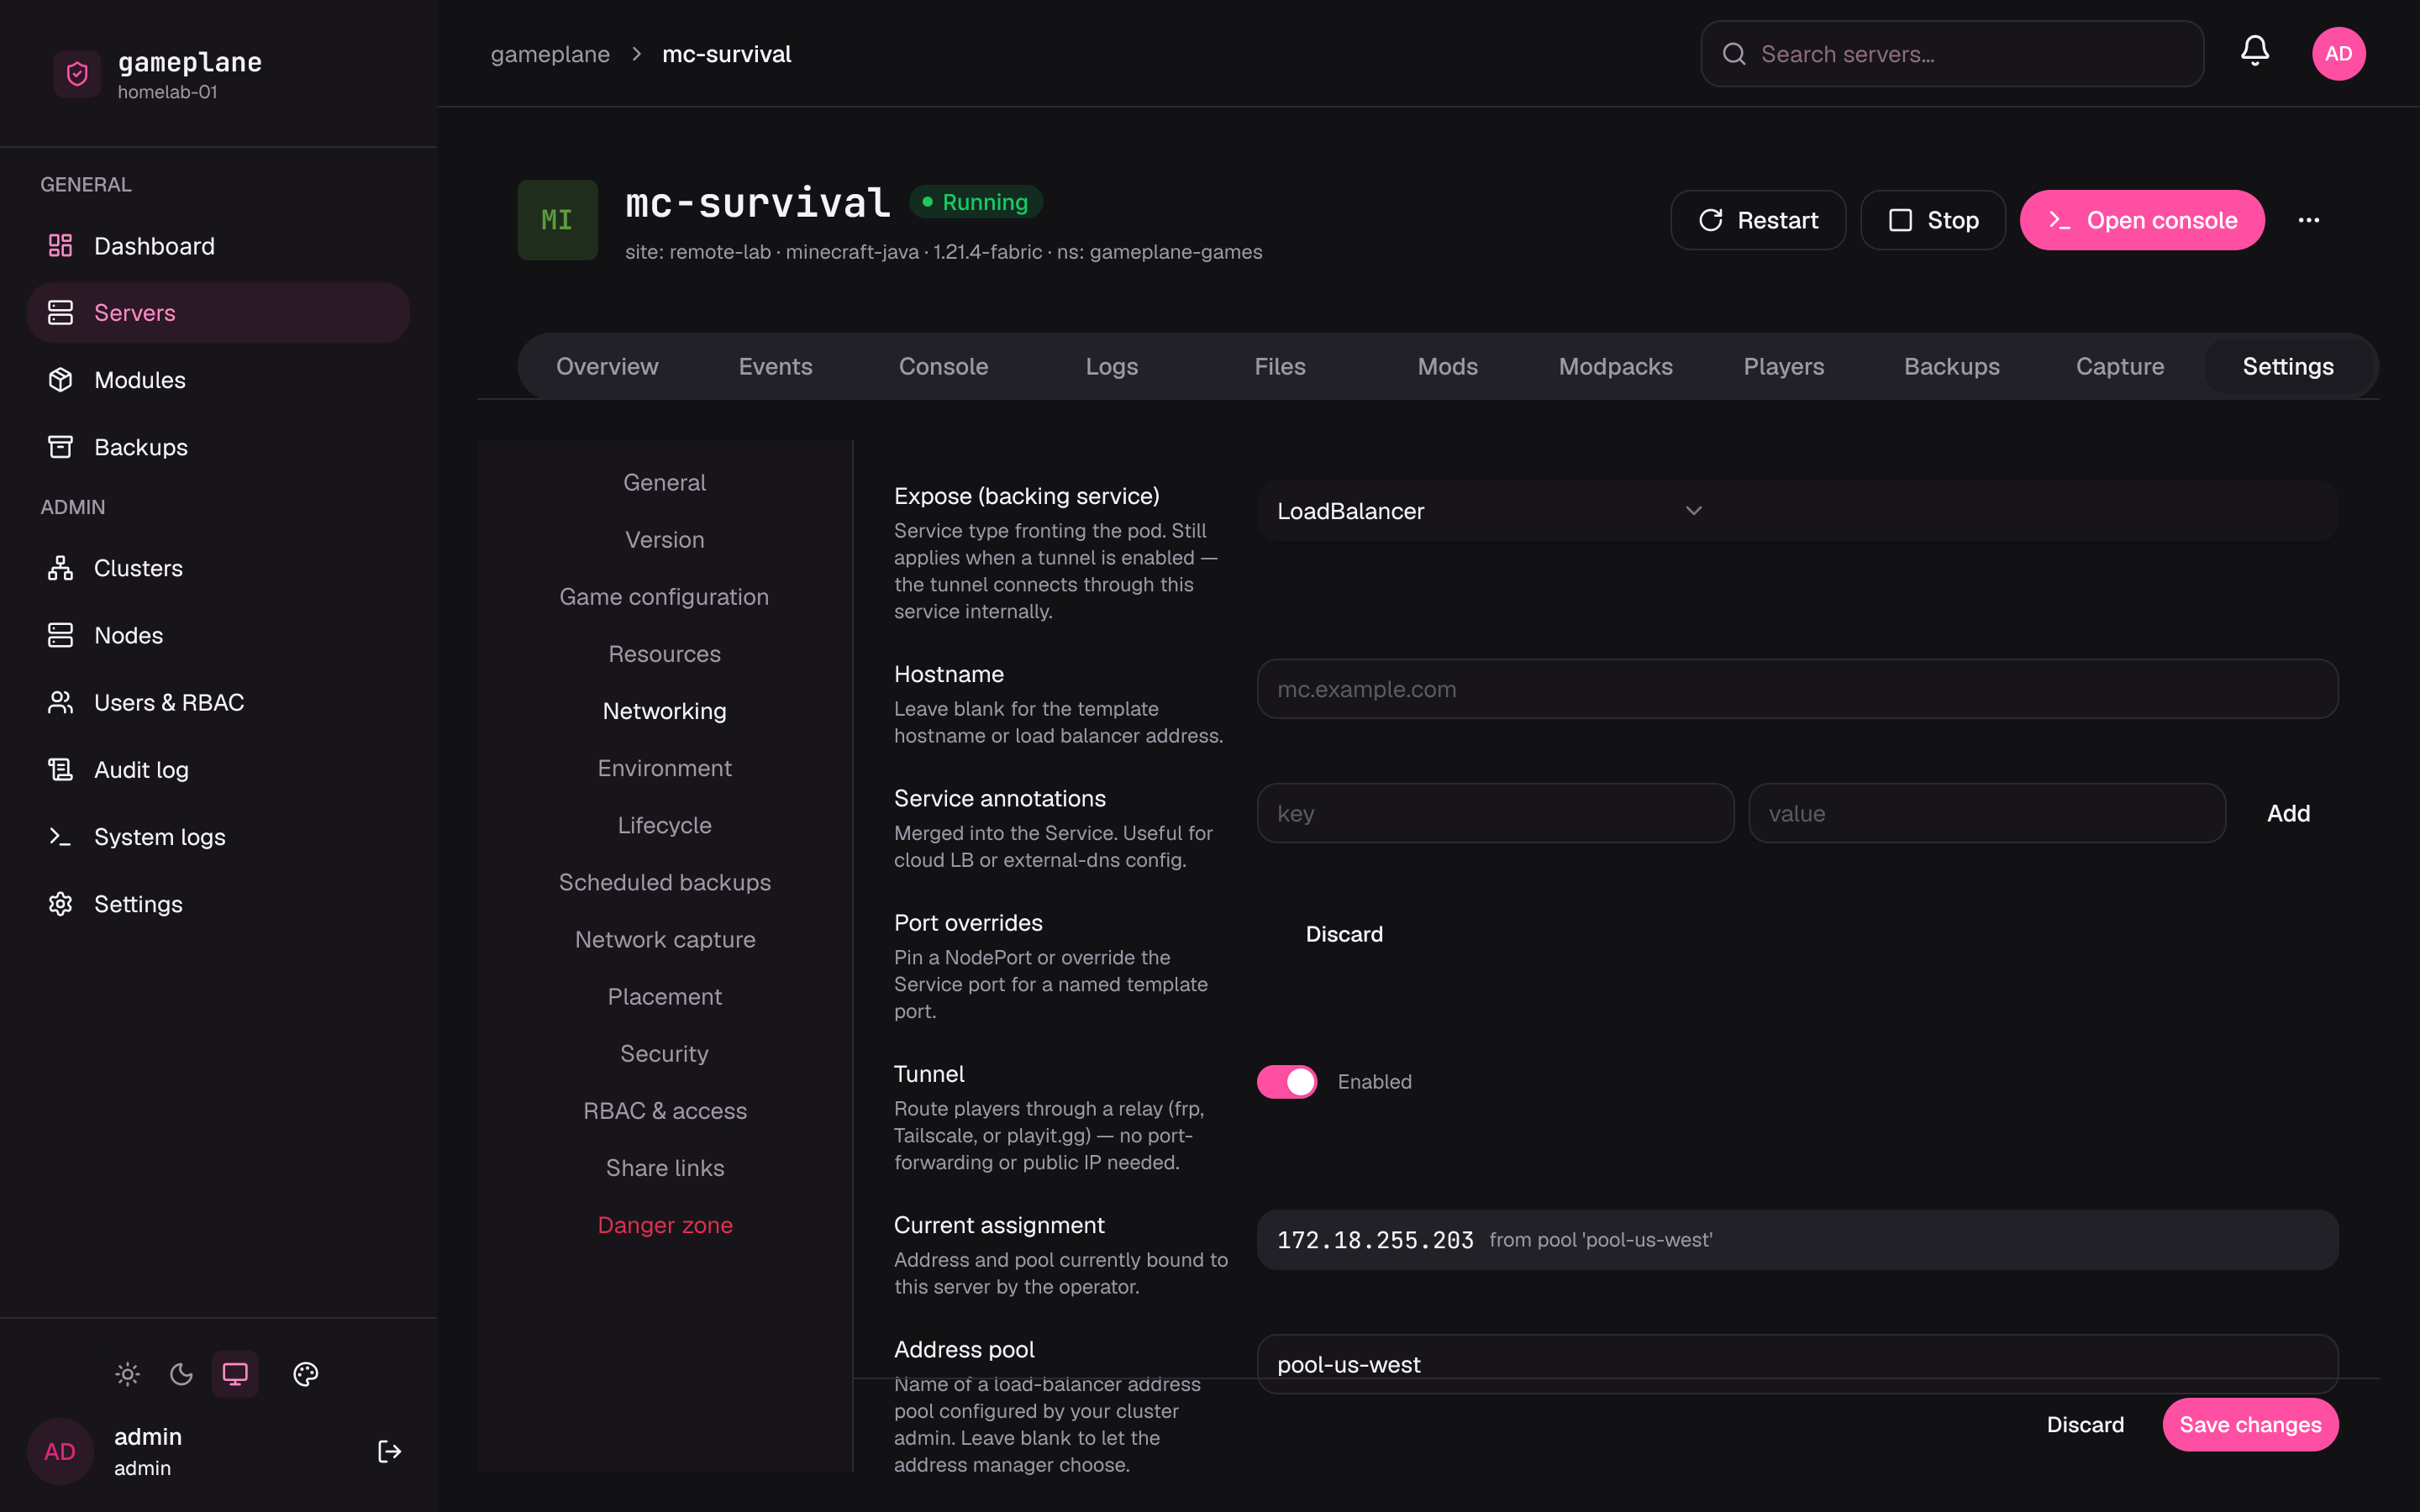 gameplane
homelab-01
GENERAL
Dashboard
Servers
Modules
Backups
ADMIN
Clusters
Nodes
Users & RBAC
Audit log
System logs
Settings
AD
admin
admin
gameplane > mc-survival
Search servers...
AD
MI
mc-survival
Running
site: remote-lab · minecraft-java · 1.21.4-fabric · ns: gameplane-games
Restart
Stop
Open console
Overview
Events
Console
Logs
Files
Mods
Modpacks
Players
Backups
Capture
Settings
General
Version
Game configuration
Resources
Networking
Environment
Lifecycle
Scheduled backups
Network capture
Placement
Security
RBAC & access
Share links
Danger zone
Expose (backing service)
Service type fronting the pod. Still
applies when a tunnel is enabled —
the tunnel connects through this
service internally.
LoadBalancer
Hostname
Leave blank for the template
hostname or load balancer address.
mc.example.com
Service annotations
Merged into the Service. Useful for
cloud LB or external-dns config.
key
value
Add
Port overrides
Pin a NodePort or override the
Service port for a named template
port.
Discard
Tunnel
Route players through a relay (frp,
Tailscale, or playit.gg) — no port-
forwarding or public IP needed.
Enabled
Current assignment
Address and pool currently bound to
this server by the operator.
172.18.255.203 from pool 'pool-us-west'
Address pool
Name of a load-balancer address
pool configured by your cluster
admin. Leave blank to let the
address manager choose.
pool-us-west
Discard
Save changes